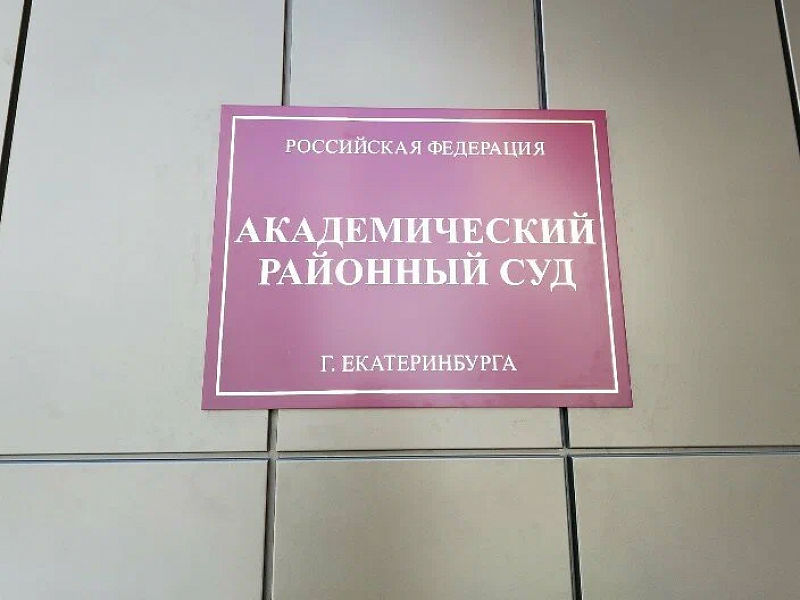 РОССИЙСКАЯ ФЕДЕРАЦИЯ
АКАДЕМИЧЕСКИЙ
РАЙОННЫЙ СУД
Г. ЕКАТЕРИНБУРГА